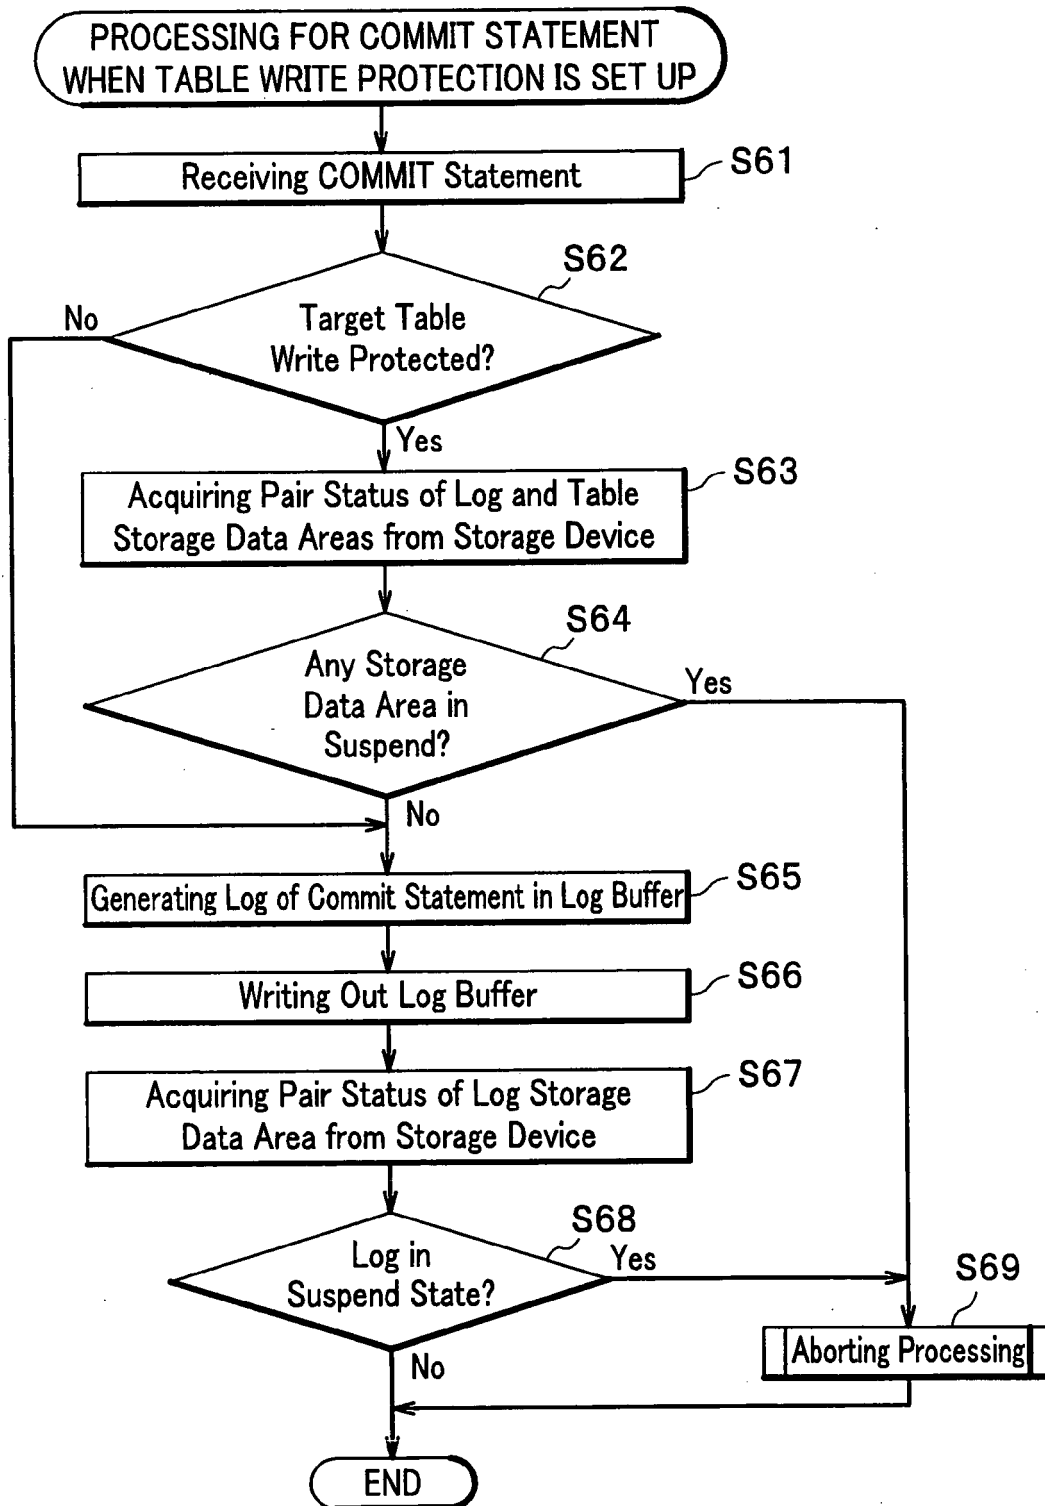 PROCESSING FOR COMMIT STATEMENT
WHEN TABLE WRITE PROTECTION IS SET UP
Receiving COMMIT Statement
S61
S62
Target Table
Write Protected?
No
Yes
S63
Acquiring Pair Status of Log and Table
Storage Data Areas from Storage Device
S64
Any Storage
Data Area in
Suspend?
Yes
No
S65
Generating Log of Commit Statement in Log Buffer
S66
Writing Out Log Buffer
S67
Acquiring Pair Status of Log Storage
Data Area from Storage Device
S68
Log in
Suspend State?
Yes
No
S69
Aborting Processing
END